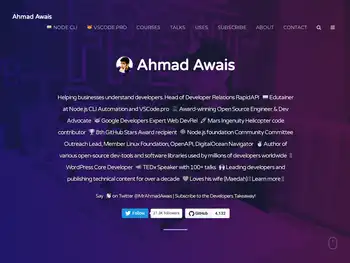 Ahmad Awais
NODE CLI VSCODE.PRO COURSES TALKS USES SUBSCRIBE ABOUT CONTACT
Ahmad Awais
Helping businesses understand developers. Head of Developer Relations RapidAPI Edutainer
at Node.js CLI Automation and VSCode.pro Award-winning Open Source Engineer & Dev
Advocate Google Developers Expert Web DevRel Mars Ingenuity Helicopter code
contributor 8th GitHub Stars Award recipient Node.js foundation Community Committee
Outreach Lead, Member Linux Foundation, OpenAPI, DigitalOcean Navigator Author of
various open-source dev-tools and software libraries used by millions of developers worldwide
WordPress Core Developer TEDx Speaker with 100+ talks Leading developers
and publishing technical content for over a decade Loves his wife (Maedah) Learn more
Say on Twitter @MrAhmadAwais | Subscribe to the Developers Takeaway!
Follow followers GitHub 4,132